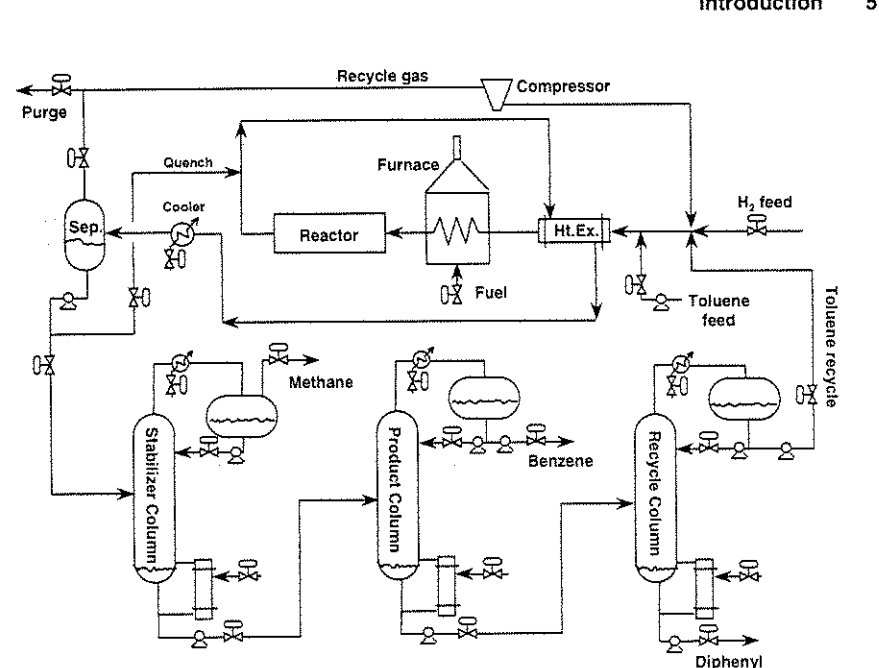 Introduction 5
Recycle gas
Compressor
Purge
Quench
Furnace
H₂ feed
Cooler
Sep.
Reactor
Ht.Ex.
Fuel
Toluene
feed
Toluene recycle
Methane
Benzene
Stabilizer Column
Product Column
Recycle Column
Diphenyl